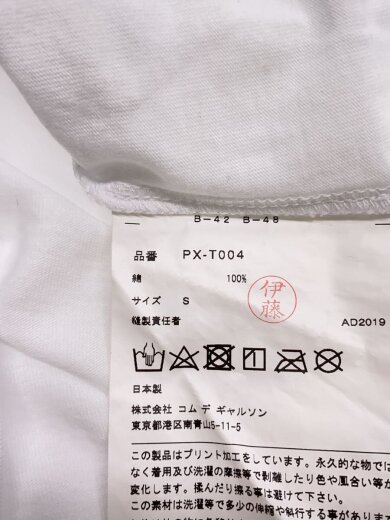 B-42 B-48
品番 PX-T004
綿 100%
サイズ S
伊藤
縫製責任者 AD2019
日本製
株式会社 コム デ ギャルソン
東京都港区南青山5-11-5
この製品はプリント加工をしています。永久的な物では
なく着用及び洗濯の摩擦等で剥離したり色や風合い等が
変化します。揉んだり擦る事は避けて下さい。
この素材は洗濯等で多少の伸縮や斜行する事があります